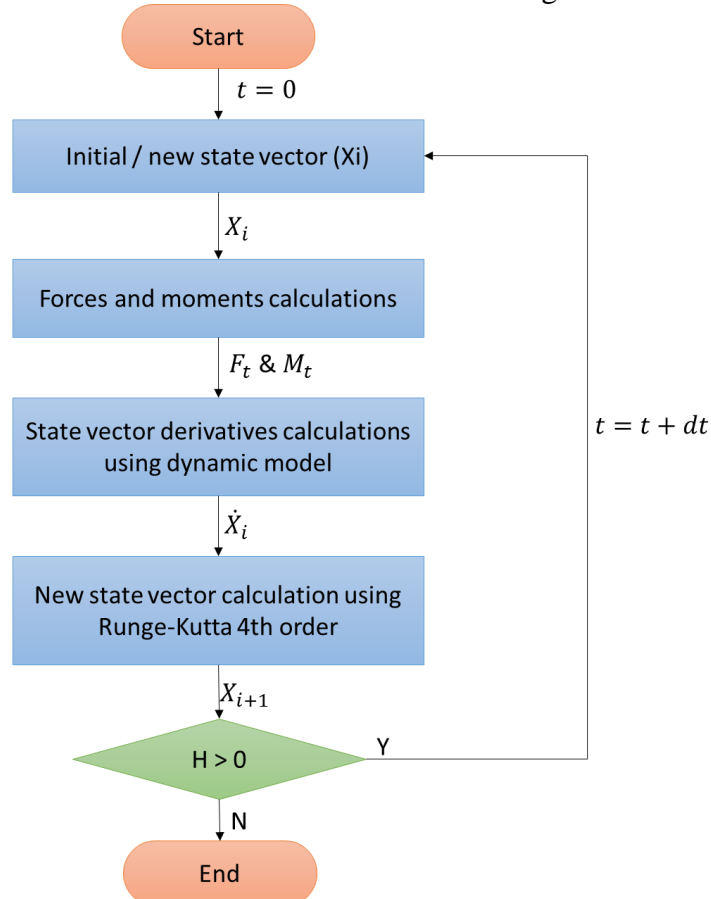 Start
t = 0
Initial / new state vector (Xi)
X_i
Forces and moments calculations
F_t & M_t
State vector derivatives calculations
using dynamic model
t = t + dt
Ẋ_i
New state vector calculation using
Runge-Kutta 4th order
X_{i+1}
H > 0
Y
N
End